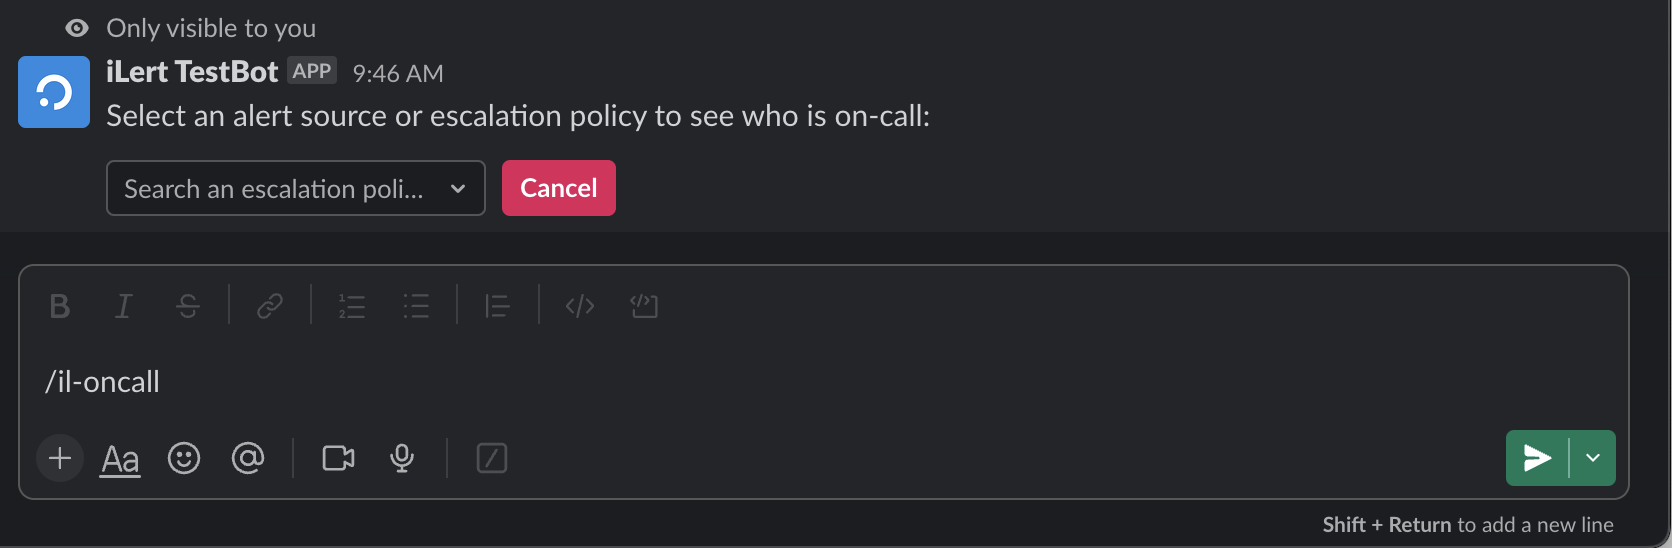 Only visible to you
iLert TestBot APP 9:46 AM
Select an alert source or escalation policy to see who is on-call:
Search an escalation poli... Cancel
/il-oncall
Aa
Shift + Return to add a new line